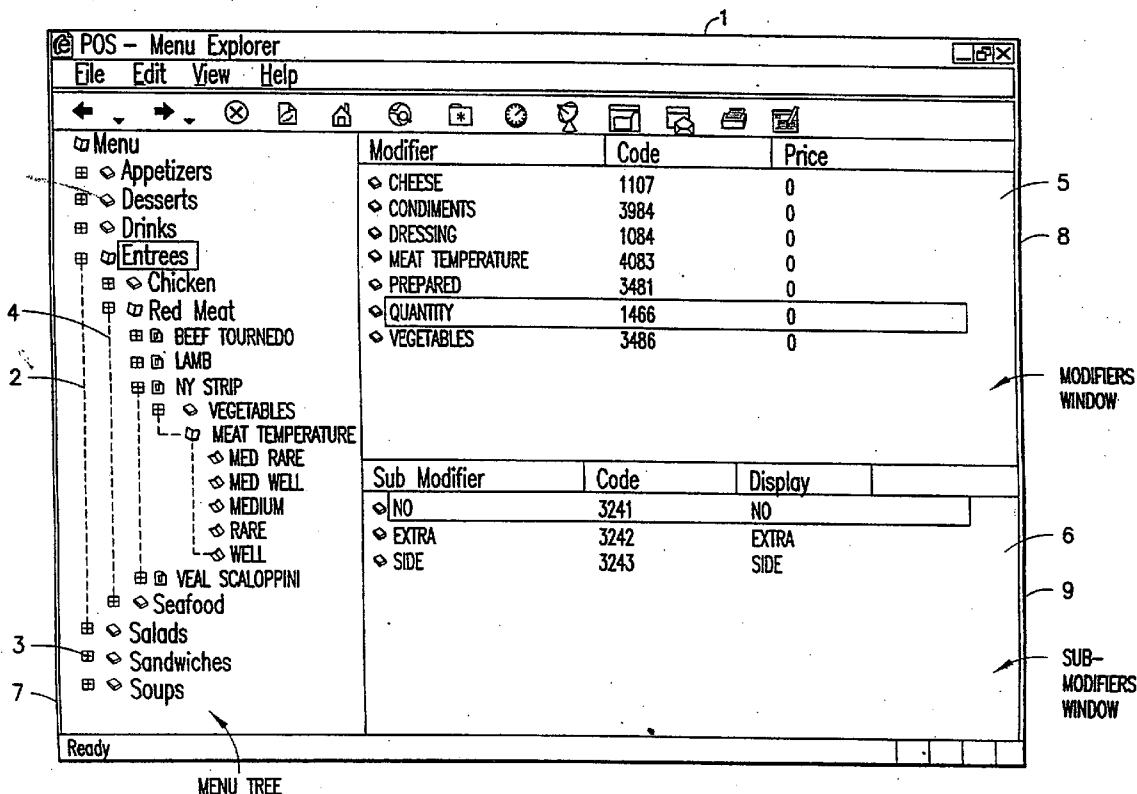 1
POS – Menu Explorer
File Edit View Help
Menu
Appetizers
Desserts
Drinks
Entrees
Chicken
Red Meat
BEEF TOURNEDO
LAMB
NY STRIP
VEGETABLES
MEAT TEMPERATURE
MED RARE
MED WELL
MEDIUM
RARE
WELL
VEAL SCALOPPINI
Seafood
Salads
Sandwiches
Soups
4
2
3
7
Modifier Code Price
CHEESE 1107 0
CONDIMENTS 3984 0
DRESSING 1084 0
MEAT TEMPERATURE 4083 0
PREPARED 3481 0
QUANTITY 1466 0
VEGETABLES 3486 0
5
8
MODIFIERS
WINDOW
Sub Modifier Code Display
NO 3241 NO
EXTRA 3242 EXTRA
SIDE 3243 SIDE
6
9
SUB-
MODIFIERS
WINDOW
Ready
MENU TREE